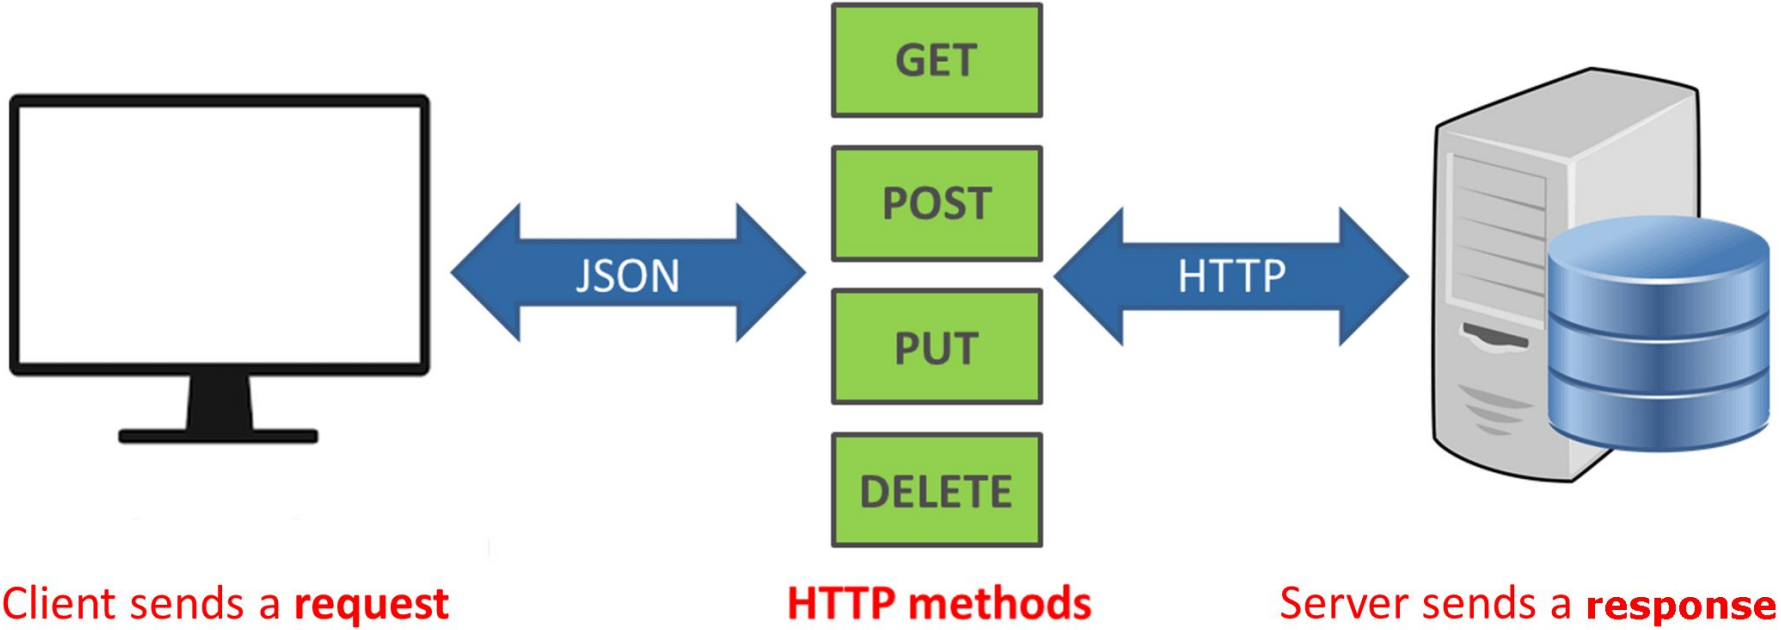 GET
POST
JSON
HTTP
PUT
DELETE
Client sends a request
HTTP methods
Server sends a response